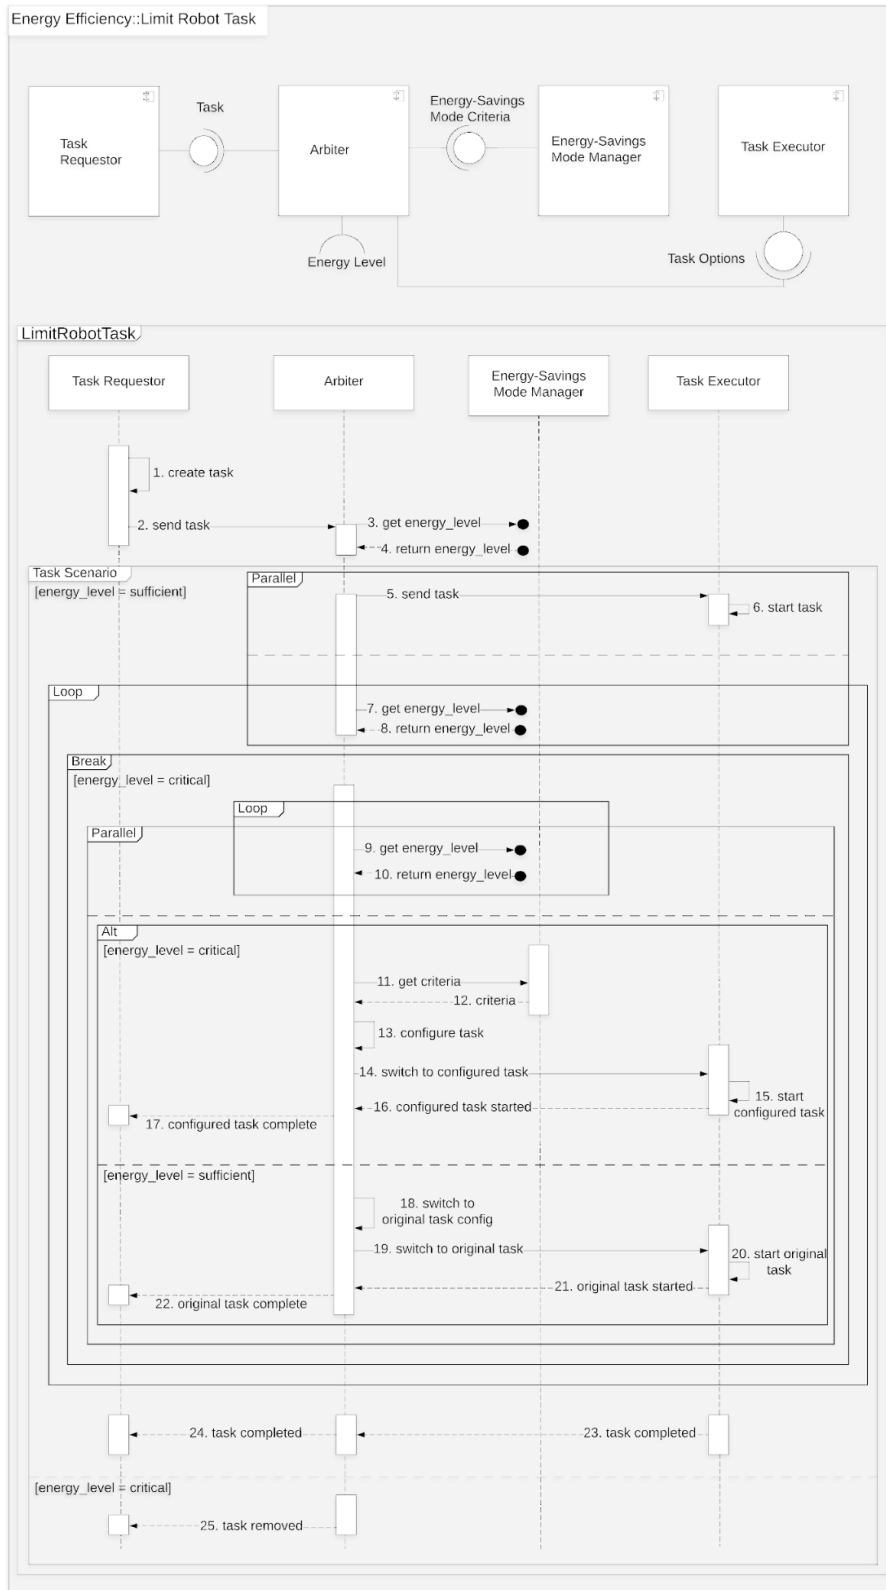 Energy Efficiency::Limit Robot Task
Task
Requestor
Task
Arbiter
Energy-Savings
Mode Criteria
Energy-Savings
Mode Manager
Task Executor
Energy Level
Task Options
LimitRobotTask
Task Requestor
Arbiter
Energy-Savings
Mode Manager
Task Executor
1. create task
2. send task
3. get energy_level
4. return energy_level
Task Scenario
[energy_level = sufficient]
Parallel
5. send task
6. start task
Loop
7. get energy_level
8. return energy_level
Break
[energy_level = critical]
Loop
Parallel
9. get energy_level
10. return energy_level
Alt
[energy_level = critical]
11. get criteria
12. criteria
13. configure task
14. switch to configured task
15. start
configured task
16. configured task started
17. configured task complete
[energy_level = sufficient]
18. switch to
original task config
19. switch to original task
20. start original
task
21. original task started
22. original task complete
23. task completed
24. task completed
[energy_level = critical]
25. task removed